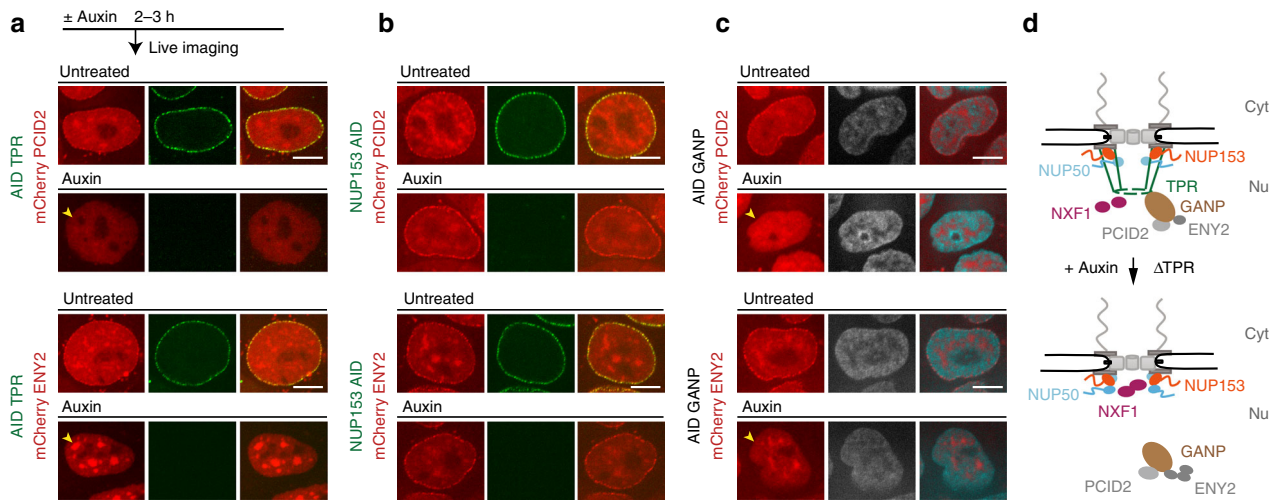 a
± Auxin 2–3 h
Live imaging
Untreated
AID TPR
mCherry PCID2
Auxin
Untreated
AID TPR
mCherry ENY2
Auxin
b
Untreated
NUP153 AID
mCherry PCID2
Auxin
Untreated
NUP153 AID
mCherry ENY2
Auxin
c
Untreated
AID GANP
mCherry PCID2
Auxin
Untreated
AID GANP
mCherry ENY2
Auxin
d
Cyt
NUP153
NUP50
Nu
TPR
NXF1
GANP
PCID2
ENY2
+ Auxin ΔTPR
Cyt
NUP50
NUP153
NXF1
Nu
GANP
PCID2
ENY2